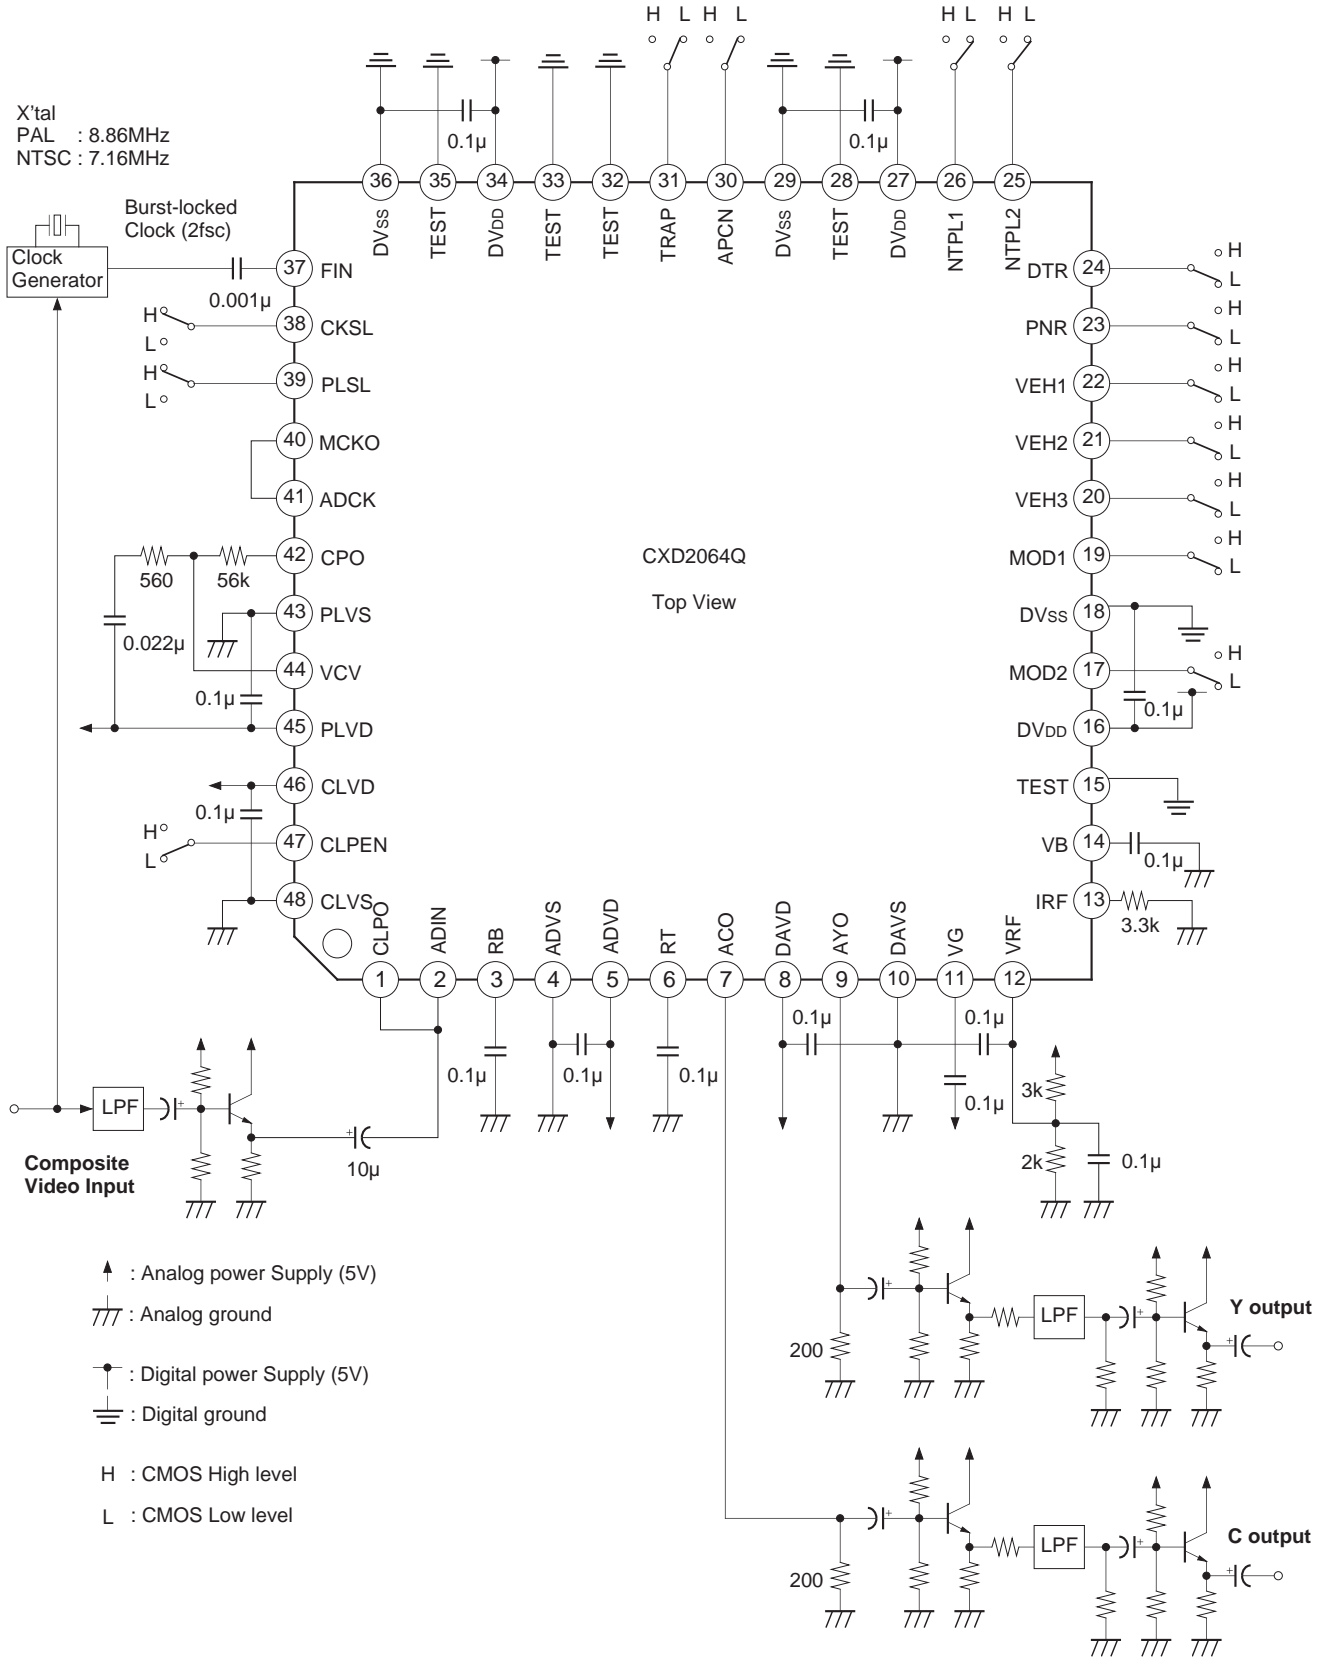 H L H L
H L H L
X'tal
PAL : 8.86MHz
NTSC : 7.16MHz
0.1µ
0.1µ
36 35 34 33 32 31 30 29 28 27 26 25
DVSS TEST DVDD TEST TEST TRAP APCN DVSS TEST DVDD NTPL1 NTPL2
Burst-locked
Clock (2fsc)
Clock
Generator
0.001µ
37 FIN
H
L
38 CKSL
H
L
39 PLSL
40 MCKO
41 ADCK
560
56k
42 CPO
43 PLVS
0.022µ
44 VCV
0.1µ
45 PLVD
46 CLVD
0.1µ
H
L
47 CLPEN
48 CLVS
CXD2064Q
Top View
DTR 24
H
L
PNR 23
H
L
VEH1 22
H
L
VEH2 21
H
L
VEH3 20
H
L
MOD1 19
H
L
DVSS 18
MOD2 17
H
L
0.1µ
DVDD 16
TEST 15
VB 14
0.1µ
IRF 13
3.3k
CLPO ADIN RB ADVS ADVD RT ACO DAVD AYO DAVS VG VRF
1 2 3 4 5 6 7 8 9 10 11 12
0.1µ
0.1µ
0.1µ
0.1µ
0.1µ
0.1µ
3k
2k
0.1µ
LPF
10µ
Composite
Video Input
: Analog power Supply (5V)
: Analog ground
: Digital power Supply (5V)
: Digital ground
H : CMOS High level
L : CMOS Low level
200
LPF
Y output
200
LPF
C output